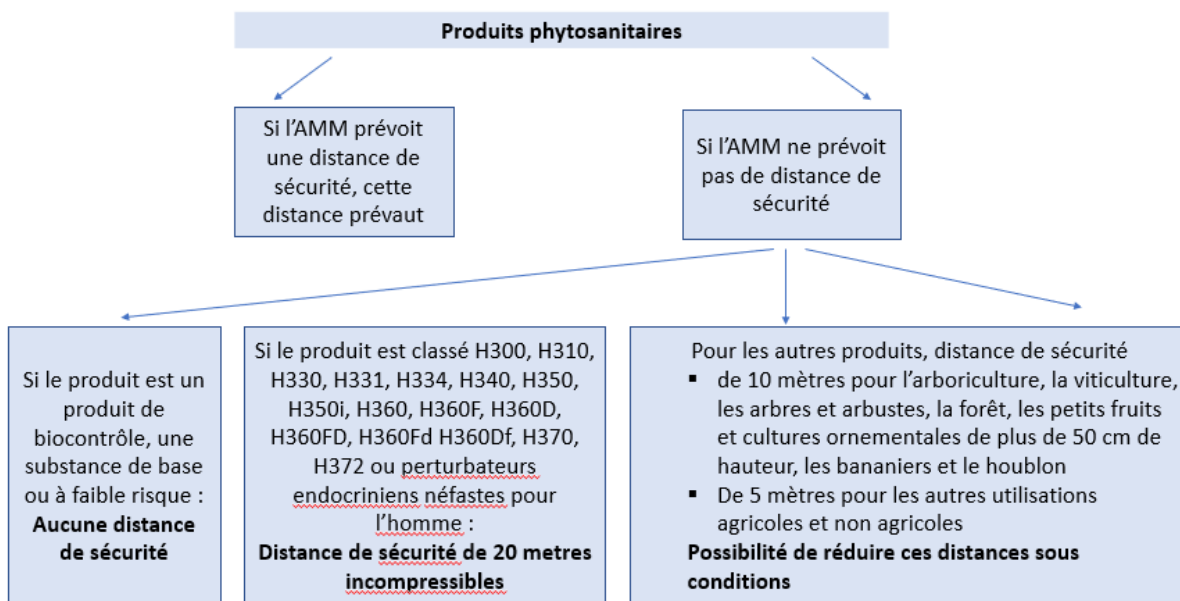 Produits phytosanitaires
Si l'AMM prévoit
une distance de
sécurité, cette
distance prévaut
Si l'AMM ne prévoit
pas de distance de
sécurité
Si le produit est un
produit de
biocontrôle, une
substance de base
ou à faible risque :
Aucune distance
de sécurité
Si le produit est classé H300, H310,
H330, H331, H334, H340, H350,
H350i, H360, H360F, H360D,
H360FD, H360Fd H360Df, H370,
H372 ou perturbateurs
endocriniens néfastes pour
l'homme :
Distance de sécurité de 20 metres
incompressibles
Pour les autres produits, distance de sécurité
▪ de 10 mètres pour l'arboriculture, la viticulture,
les arbres et arbustes, la forêt, les petits fruits
et cultures ornementales de plus de 50 cm de
hauteur, les bananiers et le houblon
▪ De 5 mètres pour les autres utilisations
agricoles et non agricoles
Possibilité de réduire ces distances sous
conditions